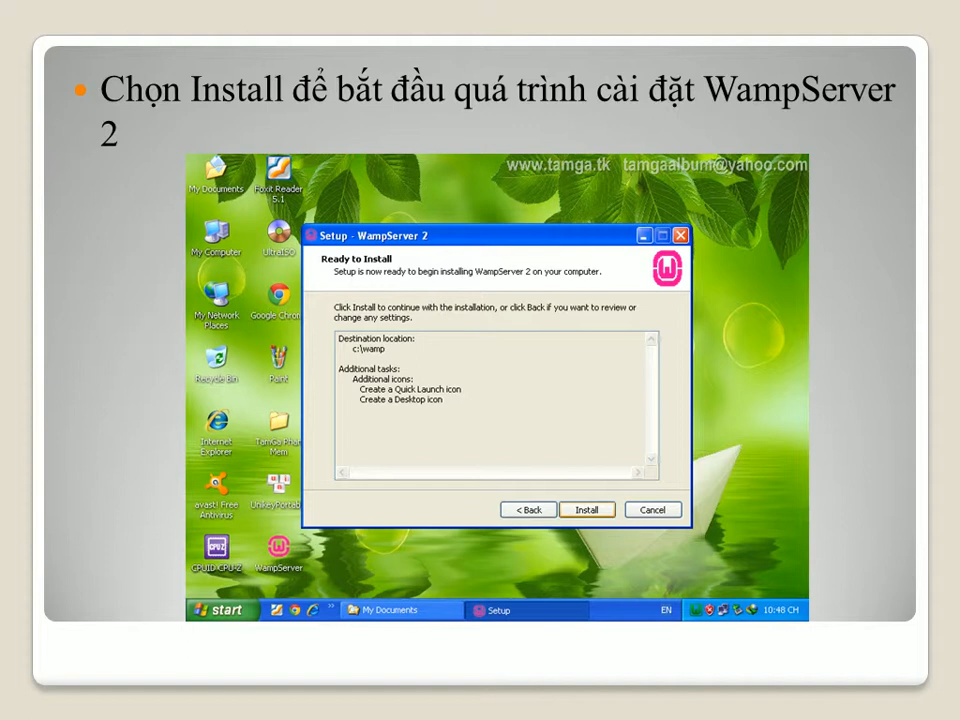 Chọn Install để bắt đầu quá trình cài đặt WampServer
2
www.tamga.tk tamgaalbum@yahoo.com
My Documents
Foxit Reader
5.1
My Computer
UltraISO
My Network
Places
Google Chrom
Recycle Bin
Paint
Internet
Explorer
TamGa Phan
Mem
avast! Free
Antivirus
UnikeyPortab
CPUID CPU-Z
WampServer
Setup - WampServer 2
Ready to Install
Setup is now ready to begin installing WampServer 2 on your computer.
Click Install to continue with the installation, or click Back if you want to review or
change any settings.
Destination location:
c:\wamp
Additional tasks:
Additional icons:
Create a Quick Launch icon
Create a Desktop icon
< Back
Install
Cancel
start
My Documents
Setup
EN
10:48 CH